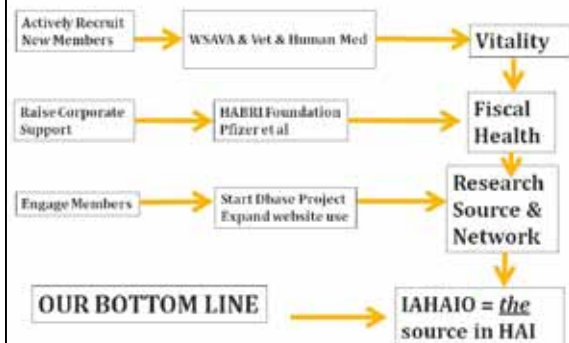 Actively Recruit
New Members
WSAVA & Vet & Human Med
Vitality
Raise Corporate
Support
HABRI Foundation
Pfizer et al
Fiscal
Health
Engage Members
Start Dbase Project
Expand website use
Research
Source &
Network
OUR BOTTOM LINE
IAHAIO = the
source in HAI